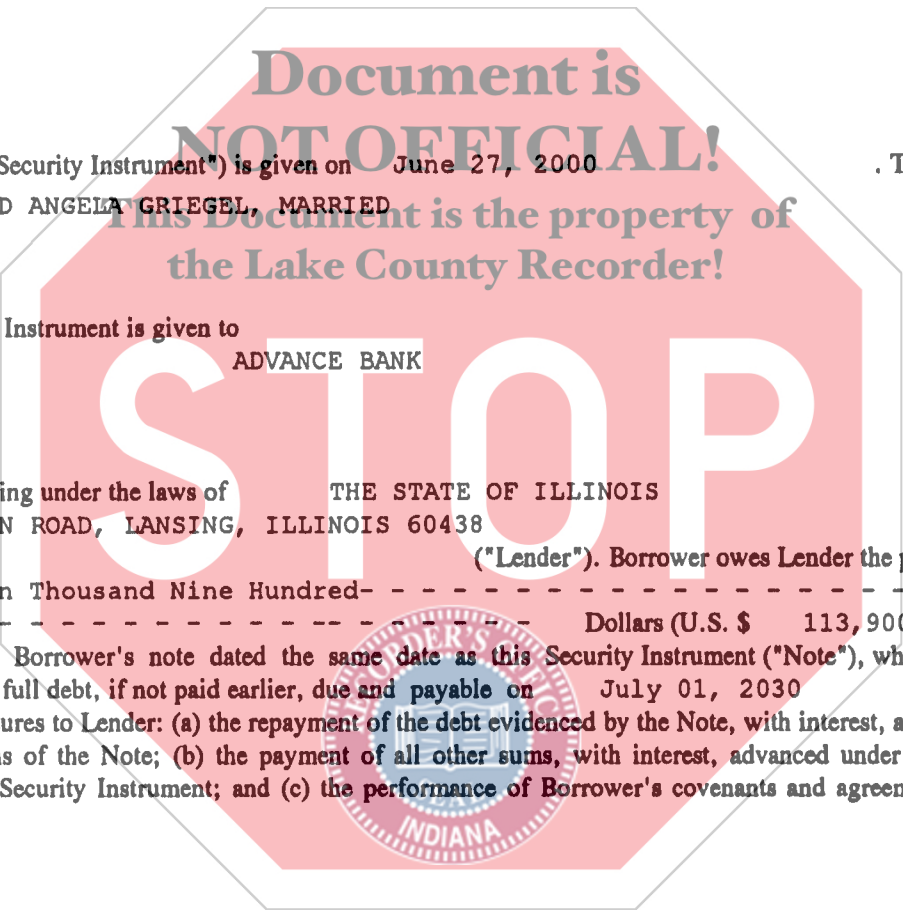 Document is
NOT OFFICIAL!
Security Instrument") is given on June 27, 2000 . T
D ANGELA GRIEGEL, MARRIED
This Document is the property of
the Lake County Recorder!
Instrument is given to
ADVANCE BANK
STOP
ing under the laws of THE STATE OF ILLINOIS
N ROAD, LANSING, ILLINOIS 60438
("Lender"). Borrower owes Lender the p
n Thousand Nine Hundred- - - - - - - - - - - - - - - - - - -
- - - - - - - - - - - -- - - - - - - Dollars (U.S. $ 113,900
Borrower's note dated the same date as this Security Instrument ("Note"), wh
full debt, if not paid earlier, due and payable on July 01, 2030
ures to Lender: (a) the repayment of the debt evidenced by the Note, with interest, a
s of the Note; (b) the payment of all other sums, with interest, advanced under
Security Instrument; and (c) the performance of Borrower's covenants and agreen
INDIANA